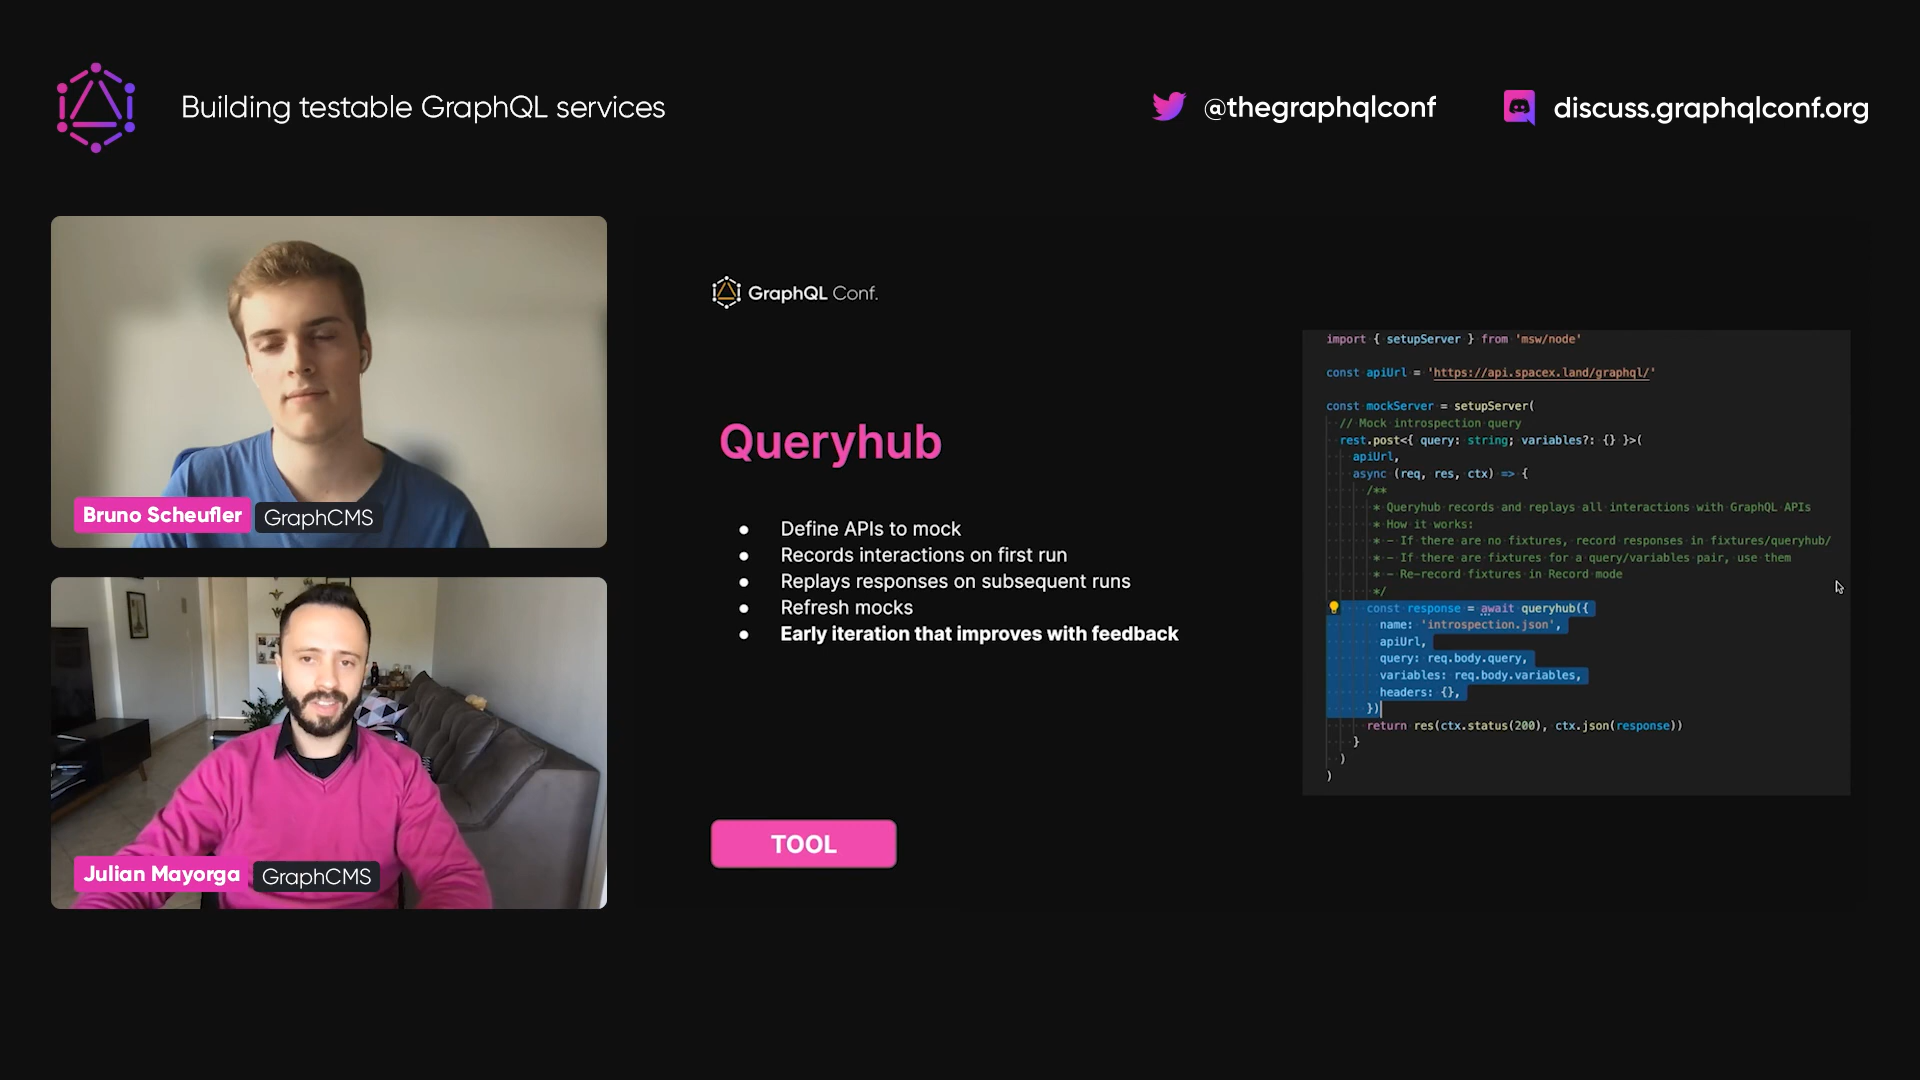 Building testable GraphQL services
@thegraphqlconf
discuss.graphqlconf.org
Bruno Scheufler
GraphCMS
Julian Mayorga
GraphCMS
GraphQL Conf.
Queryhub
● Define APIs to mock
● Records interactions on first run
● Replays responses on subsequent runs
● Refresh mocks
● Early iteration that improves with feedback
TOOL
import { setupServer } from 'msw/node'
const apiUrl = 'https://api.spacex.land/graphql/'
const mockServer = setupServer(
// Mock introspection query
rest.post<{ query: string; variables?: {} }>(
apiUrl,
async (req, res, ctx) => {
/**
* Queryhub records and replays all interactions with GraphQL APIs
* How it works:
* - If there are no fixtures, record responses in fixtures/queryhub/
* - If there are fixtures for a query/variables pair, use them
* - Re-record fixtures in Record mode
*/
const response = await queryhub({
name: 'introspection.json',
apiUrl,
query: req.body.query,
variables: req.body.variables,
headers: {},
})
return res(ctx.status(200), ctx.json(response))
}
)
)